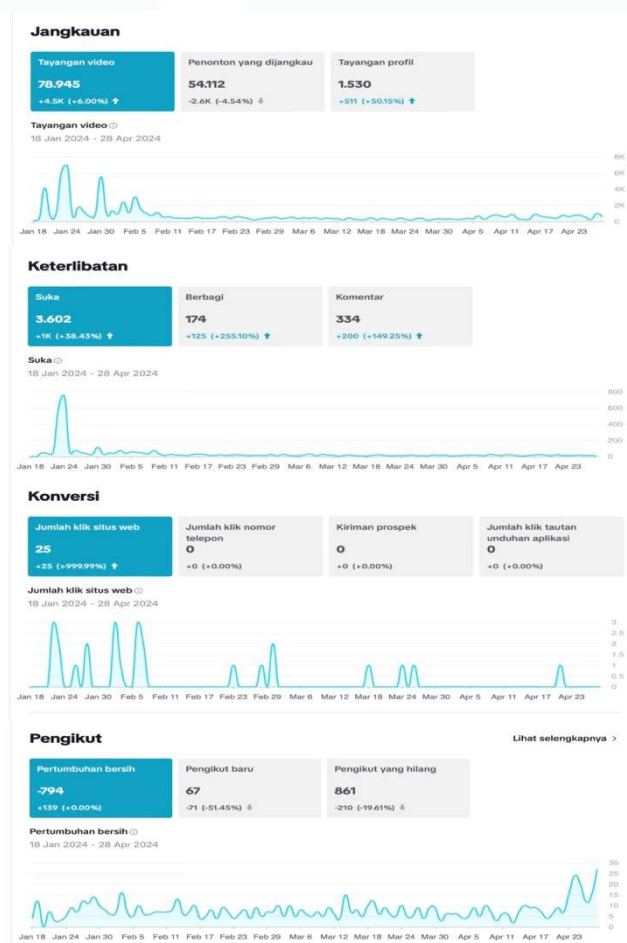 Jangkauan
Tayangan video Penonton yang dijangkau Tayangan profil
78.945 54.112 1.530
+4.5K (+6.00%) ↑ -2.6K (-4.54%) ↓ +511 (+50.15%) ↑
Tayangan video
18 Jan 2024 - 28 Apr 2024
8K
6K
4K
2K
0
Jan 18 Jan 24 Jan 30 Feb 5 Feb 11 Feb 17 Feb 23 Feb 29 Mar 6 Mar 12 Mar 18 Mar 24 Mar 30 Apr 5 Apr 11 Apr 17 Apr 23
Keterlibatan
Suka Berbagi Komentar
3.602 174 334
+1K (+38.43%) ↑ +125 (+255.10%) ↑ +200 (+149.25%) ↑
Suka
18 Jan 2024 - 28 Apr 2024
800
600
400
200
0
Jan 18 Jan 24 Jan 30 Feb 5 Feb 11 Feb 17 Feb 23 Feb 29 Mar 6 Mar 12 Mar 18 Mar 24 Mar 30 Apr 5 Apr 11 Apr 17 Apr 23
Konversi
Jumlah klik situs web Jumlah klik nomor telepon Kiriman prospek Jumlah klik tautan unduhan aplikasi
25 0 0 0
+25 (>999.99%) ↑ +0 (+0.00%) +0 (+0.00%) +0 (+0.00%)
Jumlah klik situs web
18 Jan 2024 - 28 Apr 2024
3
2.5
2
1.5
1
0.5
0
Jan 18 Jan 24 Jan 30 Feb 5 Feb 11 Feb 17 Feb 23 Feb 29 Mar 6 Mar 12 Mar 18 Mar 24 Mar 30 Apr 5 Apr 11 Apr 17 Apr 23
Pengikut Lihat selengkapnya >
Pertumbuhan bersih Pengikut baru Pengikut yang hilang
-794 67 861
+139 (+0.00%) -71 (-51.45%) ↓ -210 (-19.61%) ↓
Pertumbuhan bersih
18 Jan 2024 - 28 Apr 2024
30
25
20
15
10
5
0
Jan 18 Jan 24 Jan 30 Feb 5 Feb 11 Feb 17 Feb 23 Feb 29 Mar 6 Mar 12 Mar 18 Mar 24 Mar 30 Apr 5 Apr 11 Apr 17 Apr 23